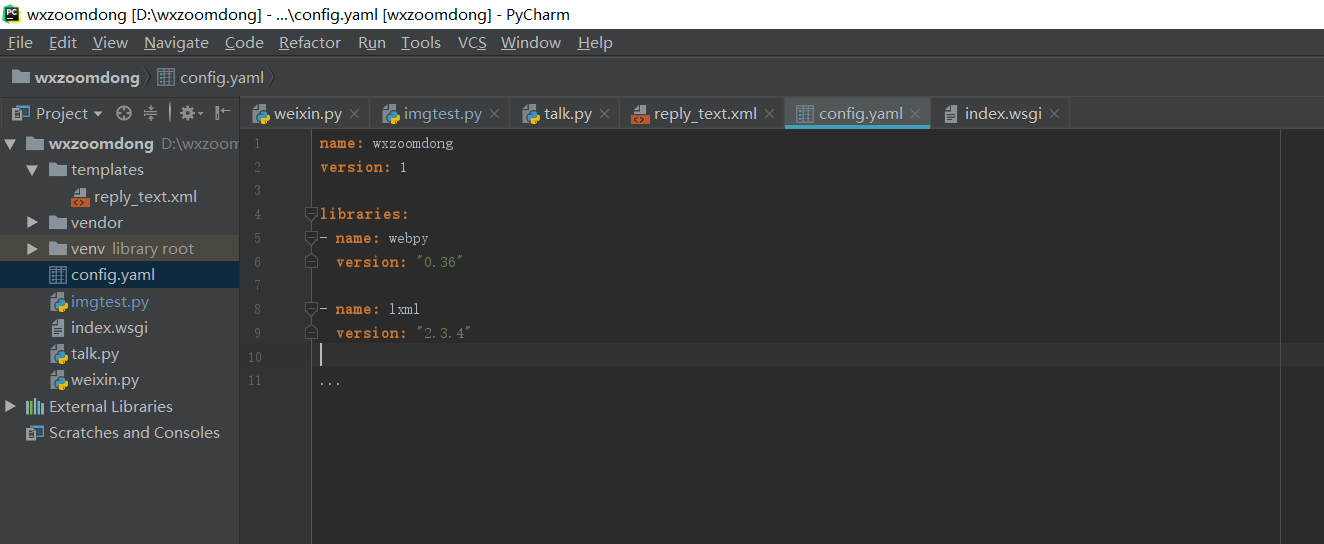 wxzoomdong [D:\wxzoomdong] - ...\config.yaml [wxzoomdong] - PyCharm
File Edit View Navigate Code Refactor Run Tools VCS Window Help
wxzoomdong config.yaml
Project weixin.py imgtest.py talk.py reply_text.xml config.yaml index.wsgi
wxzoomdong D:\wxzoom
templates
reply_text.xml
vendor
venv library root
config.yaml
imgtest.py
index.wsgi
talk.py
weixin.py
External Libraries
Scratches and Consoles
1 name: wxzoomdong
2 version: 1
3
4 libraries:
5 - name: webpy
6 version: "0.36"
7
8 - name: lxml
9 version: "2.3.4"
10
11 ...